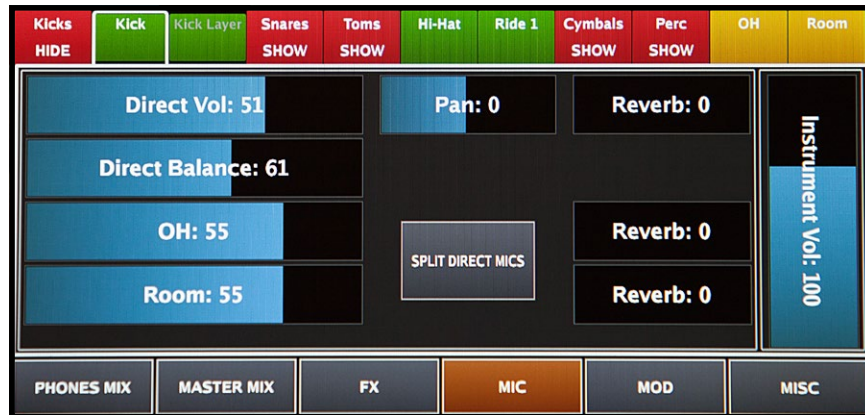 Kicks
HIDE
Kick
Kick Layer
Snares
SHOW
Toms
SHOW
Hi-Hat
Ride 1
Cymbals
SHOW
Perc
SHOW
OH
Room
Direct Vol: 51
Pan: 0
Reverb: 0
Direct Balance: 61
OH: 55
Reverb: 0
SPLIT DIRECT MICS
Room: 55
Reverb: 0
Instrument Vol: 100
PHONES MIX
MASTER MIX
FX
MIC
MOD
MISC